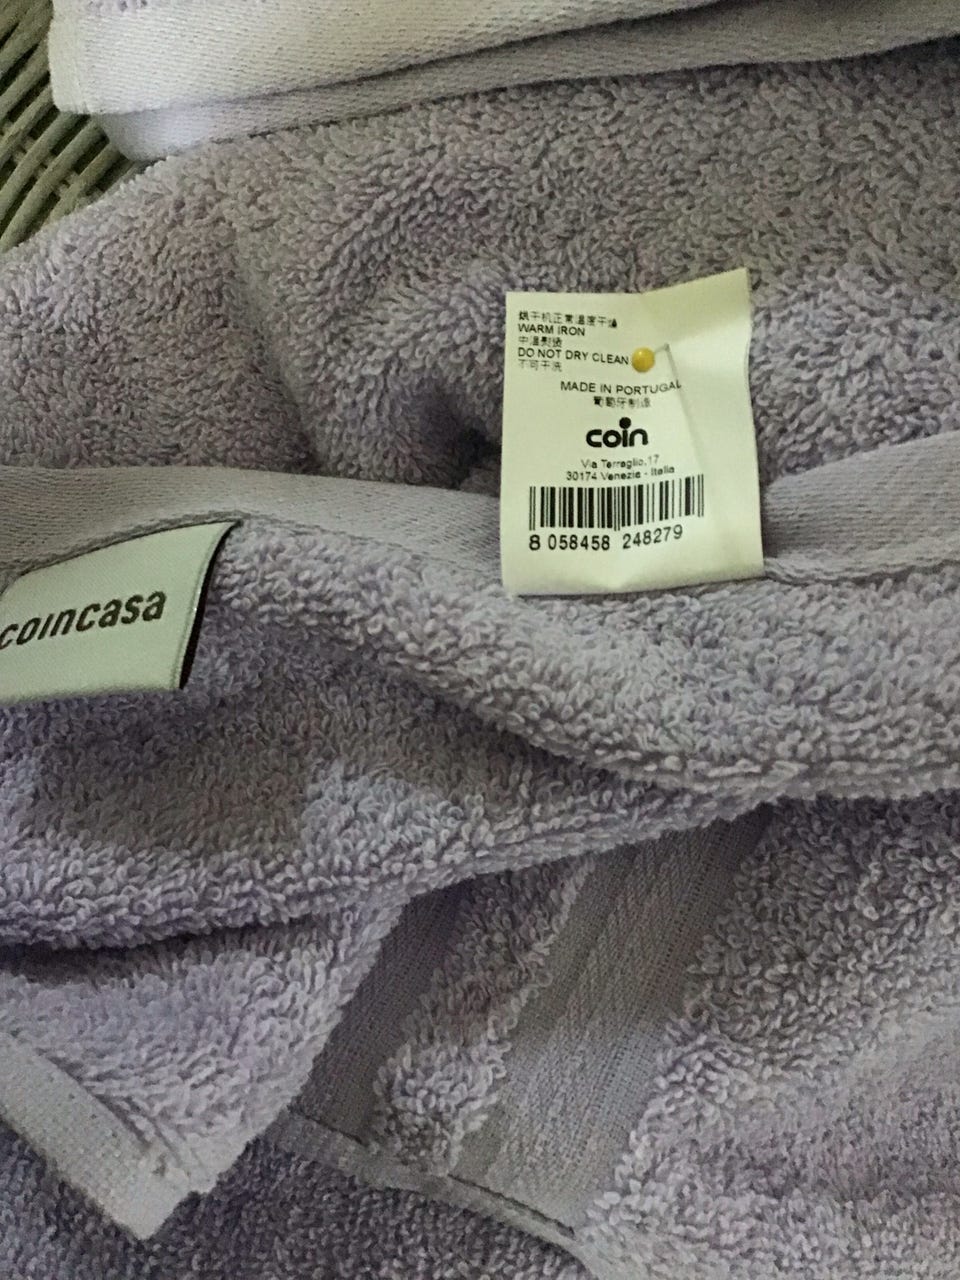 烘干机正常温度干燥
WARM IRON
中温熨烫
DO NOT DRY CLEAN
不可干洗
MADE IN PORTUGAL
葡萄牙制造
coin
Via Terraglio,17
30174 Venezia - Italia
8 058458 248279
coincasa